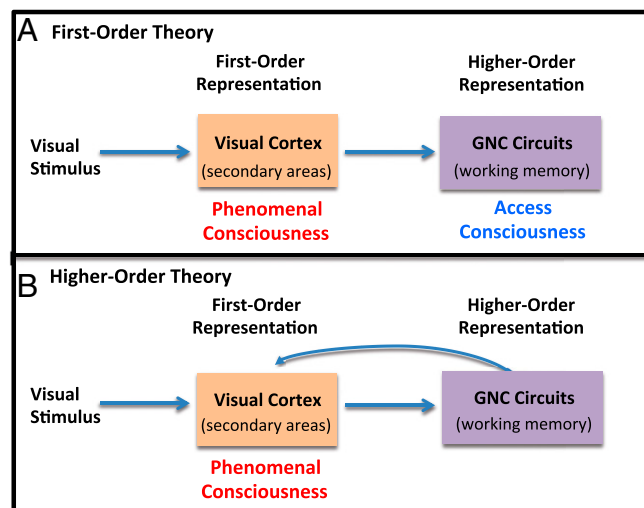 A First-Order Theory
First-Order
Representation
Higher-Order
Representation
Visual
Stimulus
Visual Cortex
(secondary areas)
GNC Circuits
(working memory)
Phenomenal
Consciousness
Access
Consciousness
B Higher-Order Theory
First-Order
Representation
Higher-Order
Representation
Visual
Stimulus
Visual Cortex
(secondary areas)
GNC Circuits
(working memory)
Phenomenal
Consciousness